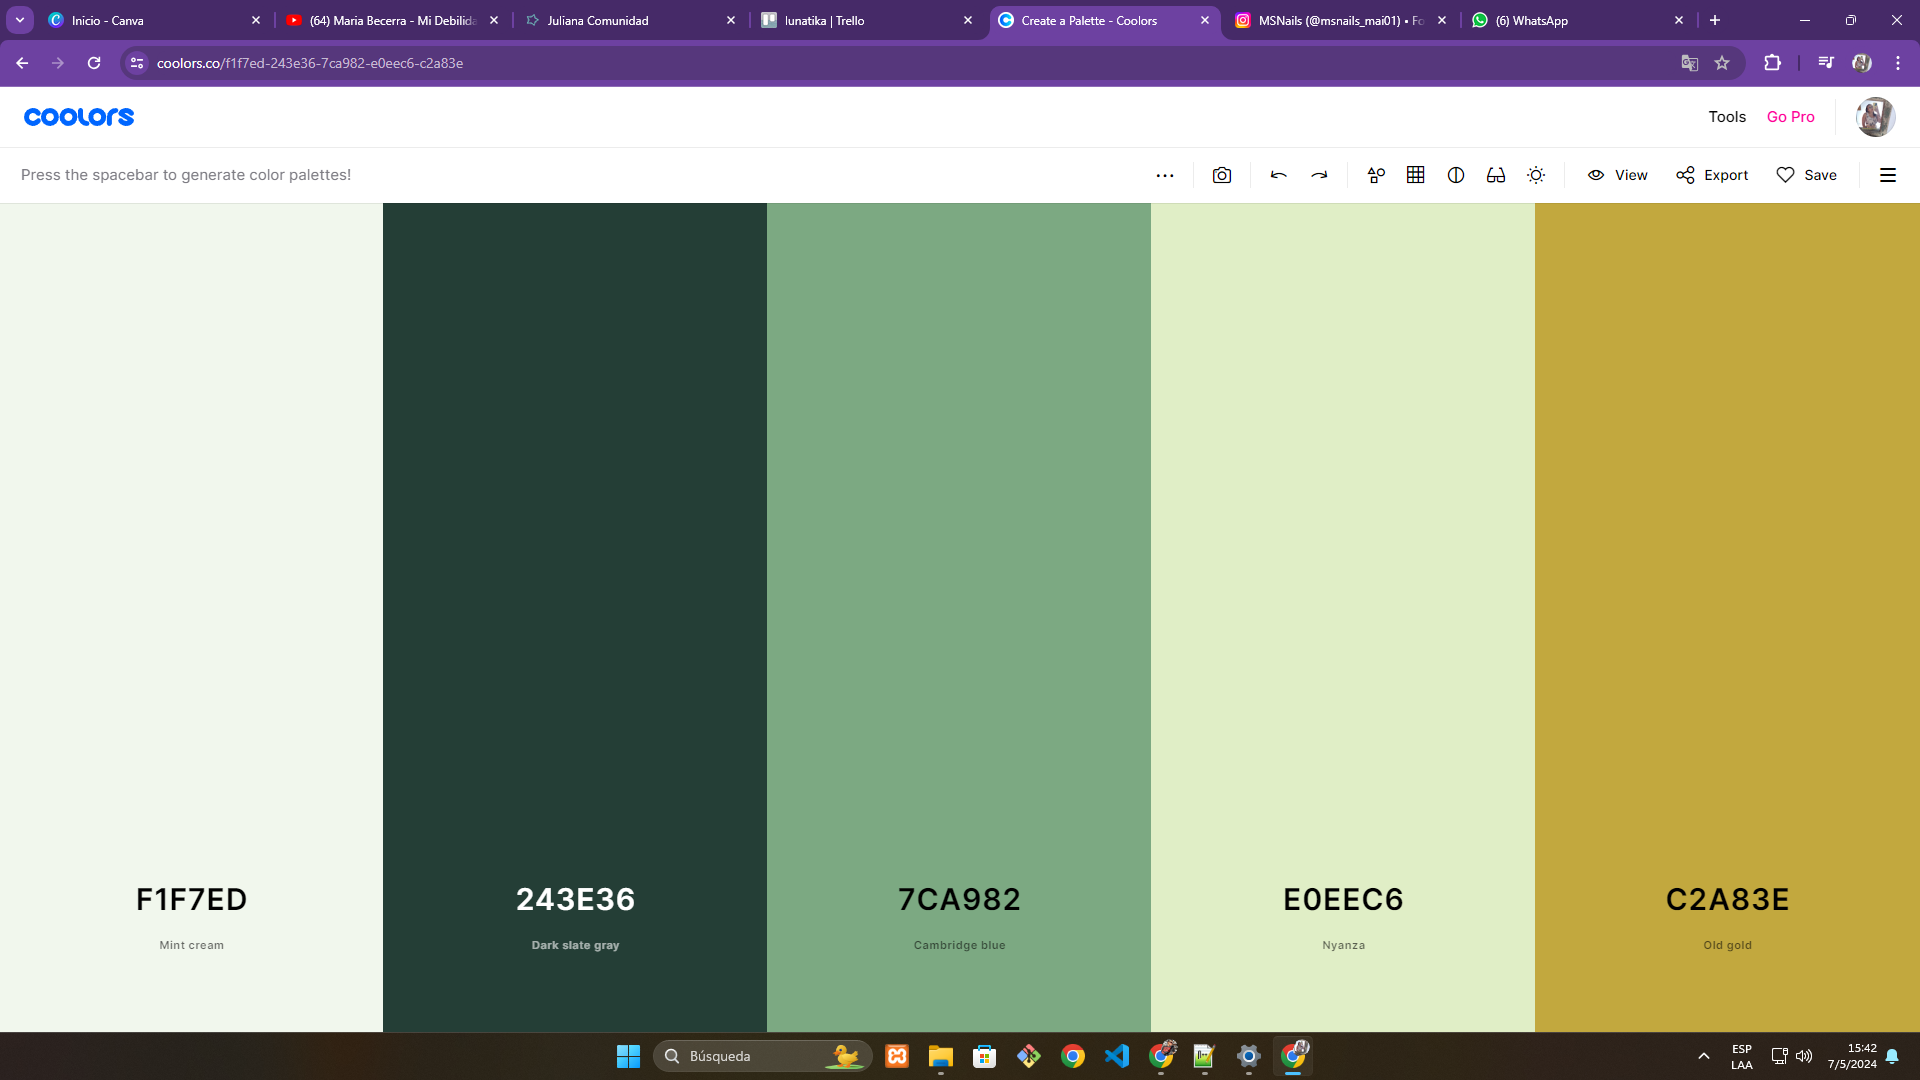 Inicio - Canva
(64) Maria Becerra - Mi Debilida
Juliana Comunidad
lunatika | Trello
Create a Palette - Coolors
MSNails (@msnails_mai01) • Fo
(6) WhatsApp
coolors.co/f1f7ed-243e36-7ca982-e0eec6-c2a83e
coolors
Tools
Go Pro
Press the spacebar to generate color palettes!
View
Export
Save
F1F7ED
243E36
7CA982
E0EEC6
C2A83E
Mint cream
Dark slate gray
Cambridge blue
Nyanza
Old gold
Búsqueda
ESP
LAA
15:42
7/5/2024